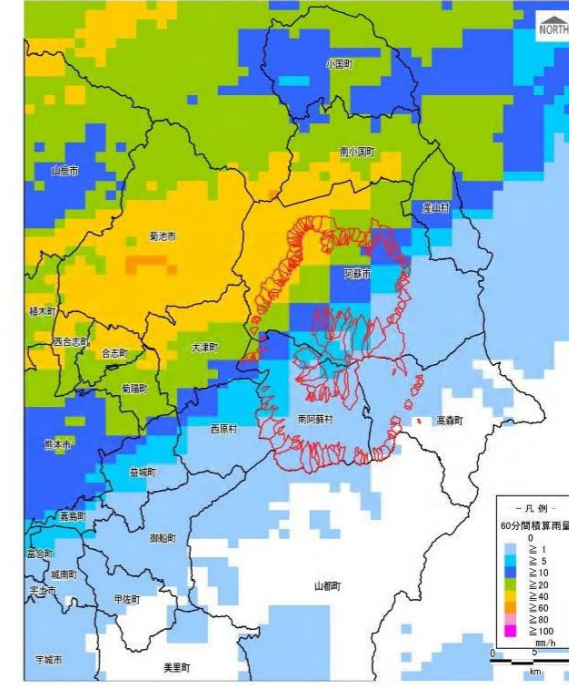 NORTH
小国町
南小国町
山鹿市
産山村
菊池市
阿蘇市
植木町
西合志町
合志町
大津町
菊陽町
西原村
南阿蘇村
高森町
熊本市
益城町
嘉島町
御船町
富合町
城南町
宇土市
甲佐町
山都町
宇城市
美里町
- 凡 例 -
60分間積算雨量
0
≧ 1
≧ 5
≧10
≧20
≧40
≧60
≧80
≧100
mm/h
0 5
km